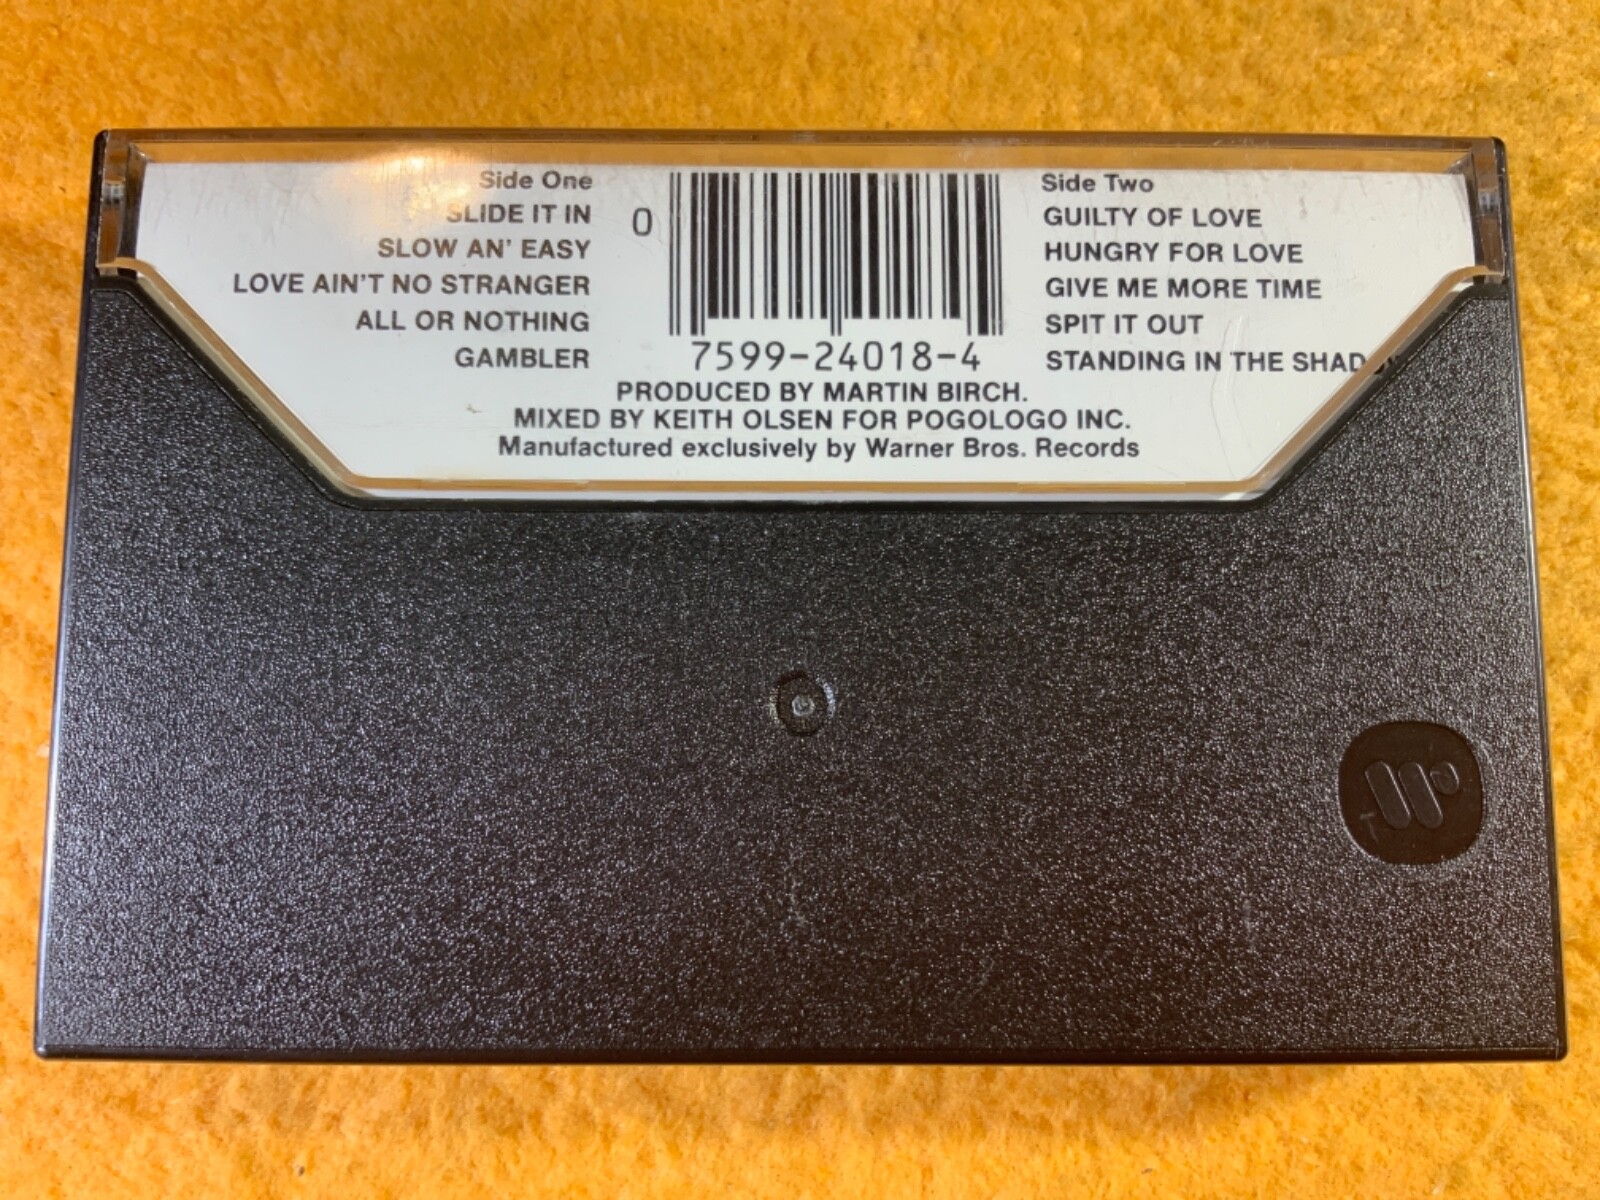 Side One
SLIDE IT IN
SLOW AN' EASY
LOVE AIN'T NO STRANGER
ALL OR NOTHING
GAMBLER
0
7599-24018-4
Side Two
GUILTY OF LOVE
HUNGRY FOR LOVE
GIVE ME MORE TIME
SPIT IT OUT
STANDING IN THE
PRODUCED BY MARTIN BIRCH.
MIXED BY KEITH OLSEN FOR POGOLOGO INC.
Manufactured exclusively by Warner Bros. Records